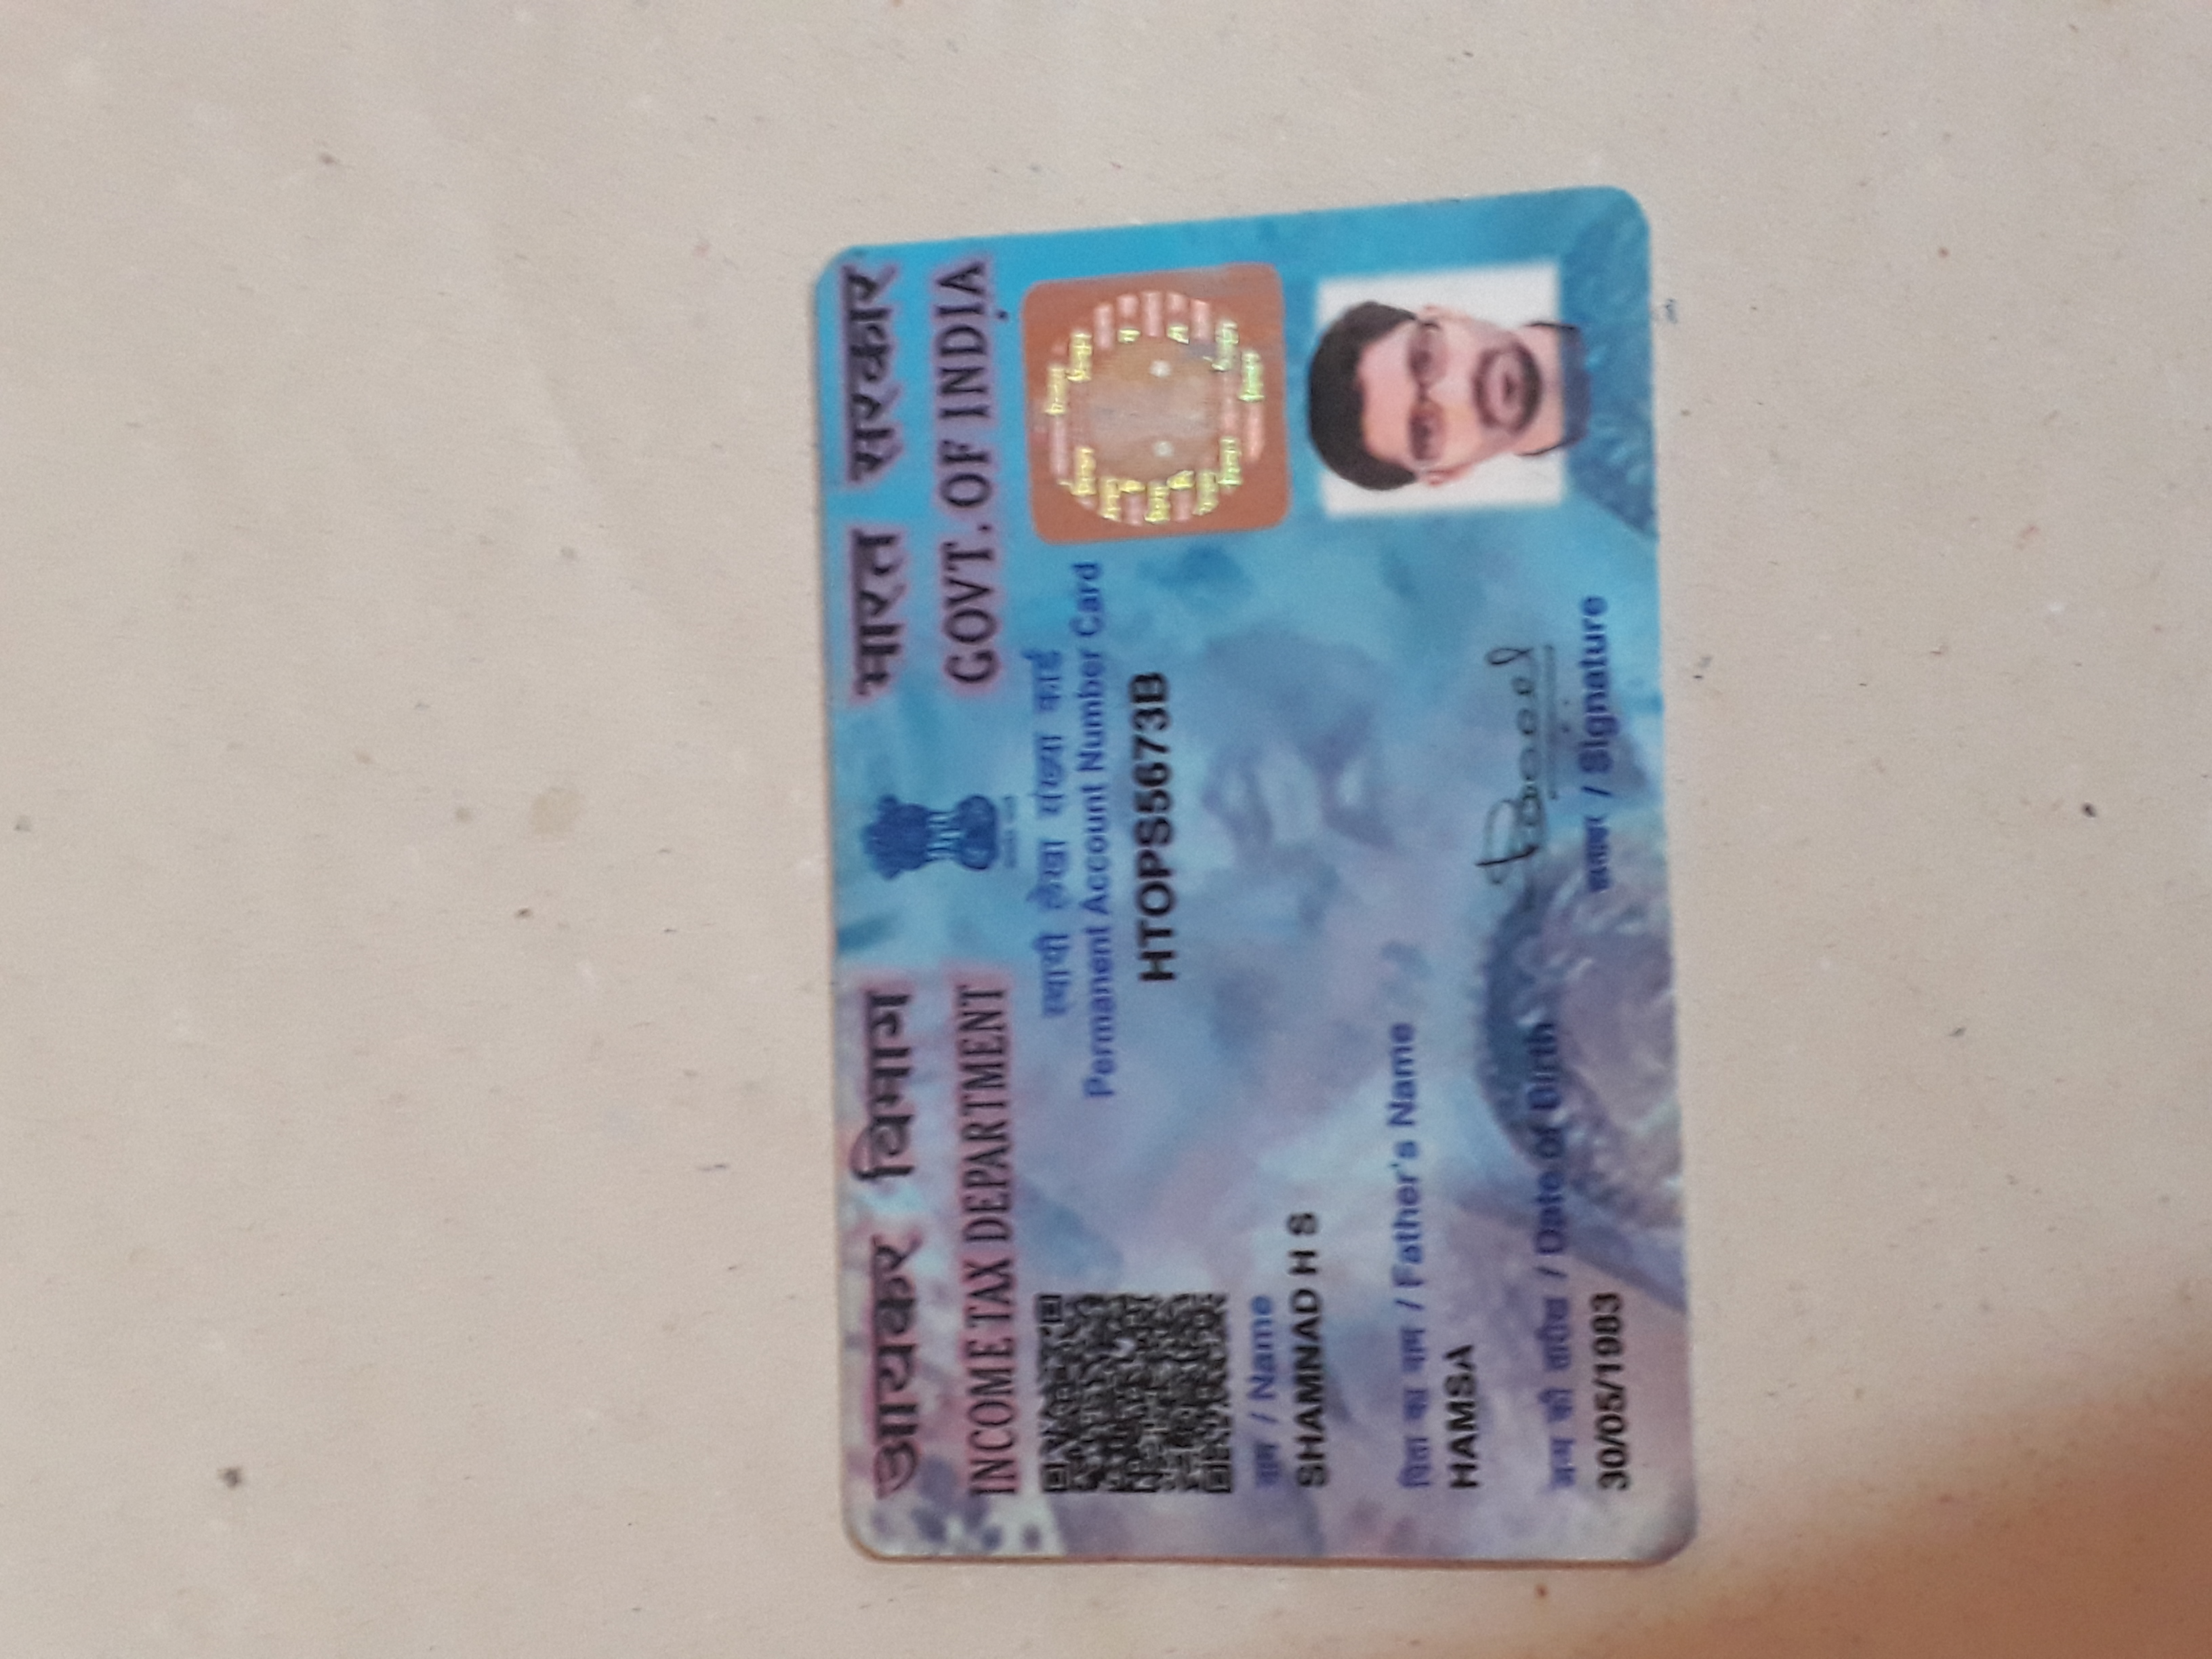 आयकर विभाग
भारत सरकार
INCOME TAX DEPARTMENT
GOVT. OF INDIA
स्थायी लेखा संख्या कार्ड
Permanent Account Number Card
HTOPS5673B
नाम / Name
SHAMNAD H S
पिता का नाम / Father's Name
HAMSA
जन्म की तारीख / Date of Birth
30/05/1983
हस्ताक्षर / Signature